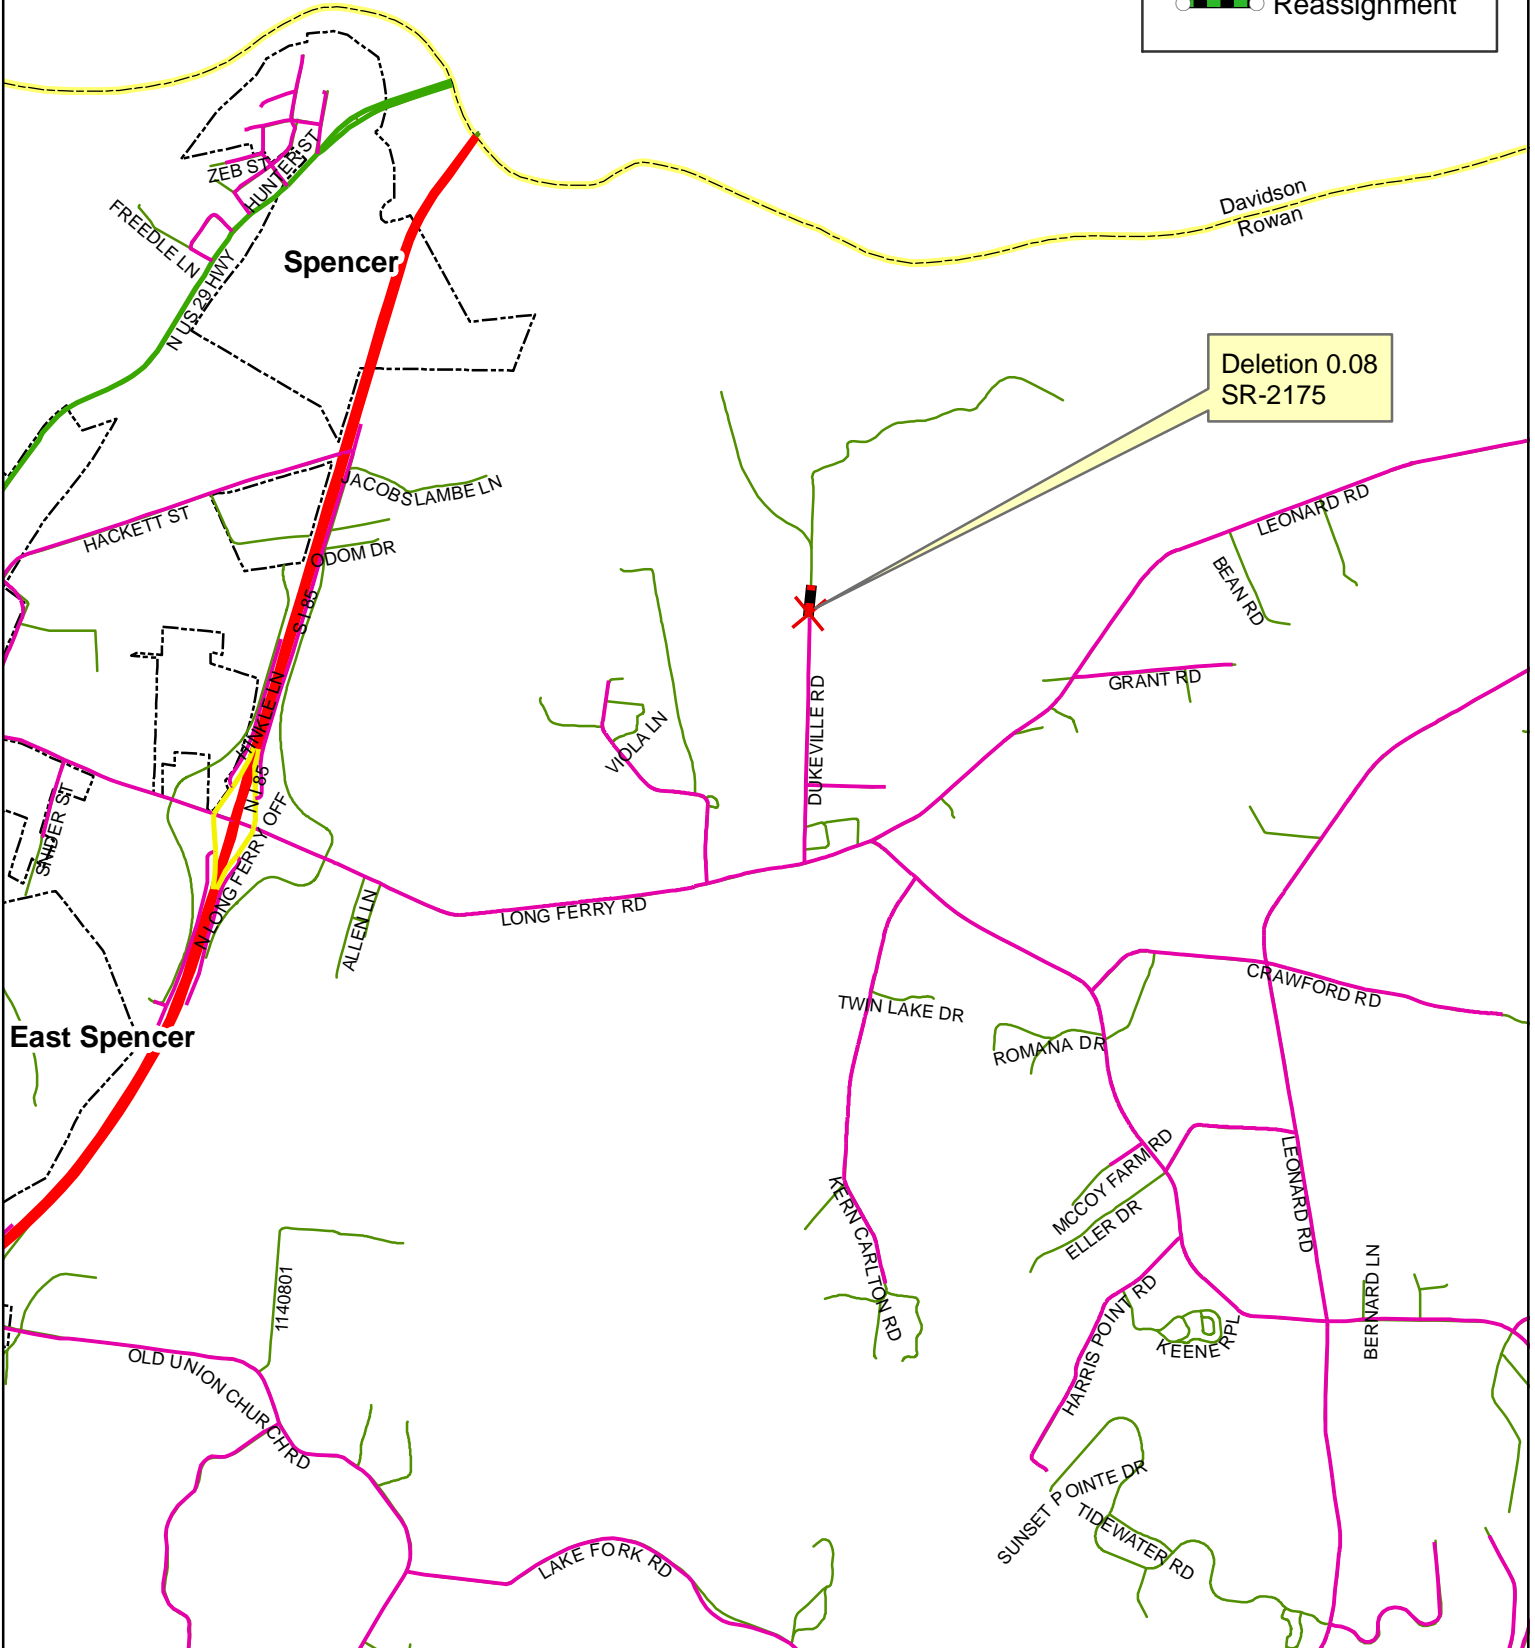 Reassignment
ZEB ST
HUNTER ST
FREEDLE LN
Davidson
Rowan
Spencer
N US 29 HWY
Deletion 0.08
SR-2175
JACOBS LAMBE LN
HACKETT ST
LEONARD RD
ODOM DR
BEAN RD
S I 85
GRANT RD
HINKLE LN
VIOLA LN
DUKEVILLE RD
N I 85
SNIDER ST
N LONG FERRY OFF
ALLEN LN
LONG FERRY RD
CRAWFORD RD
TWIN LAKE DR
East Spencer
ROMANA DR
MCCOY FARM RD
LEONARD RD
KERN CARLTON RD
ELLER DR
1140801
BERNARD LN
HARRIS POINT RD
KEENER PL
OLD UNION CHURCH RD
SUNSET POINTE DR
TIDEWATER RD
LAKE FORK RD